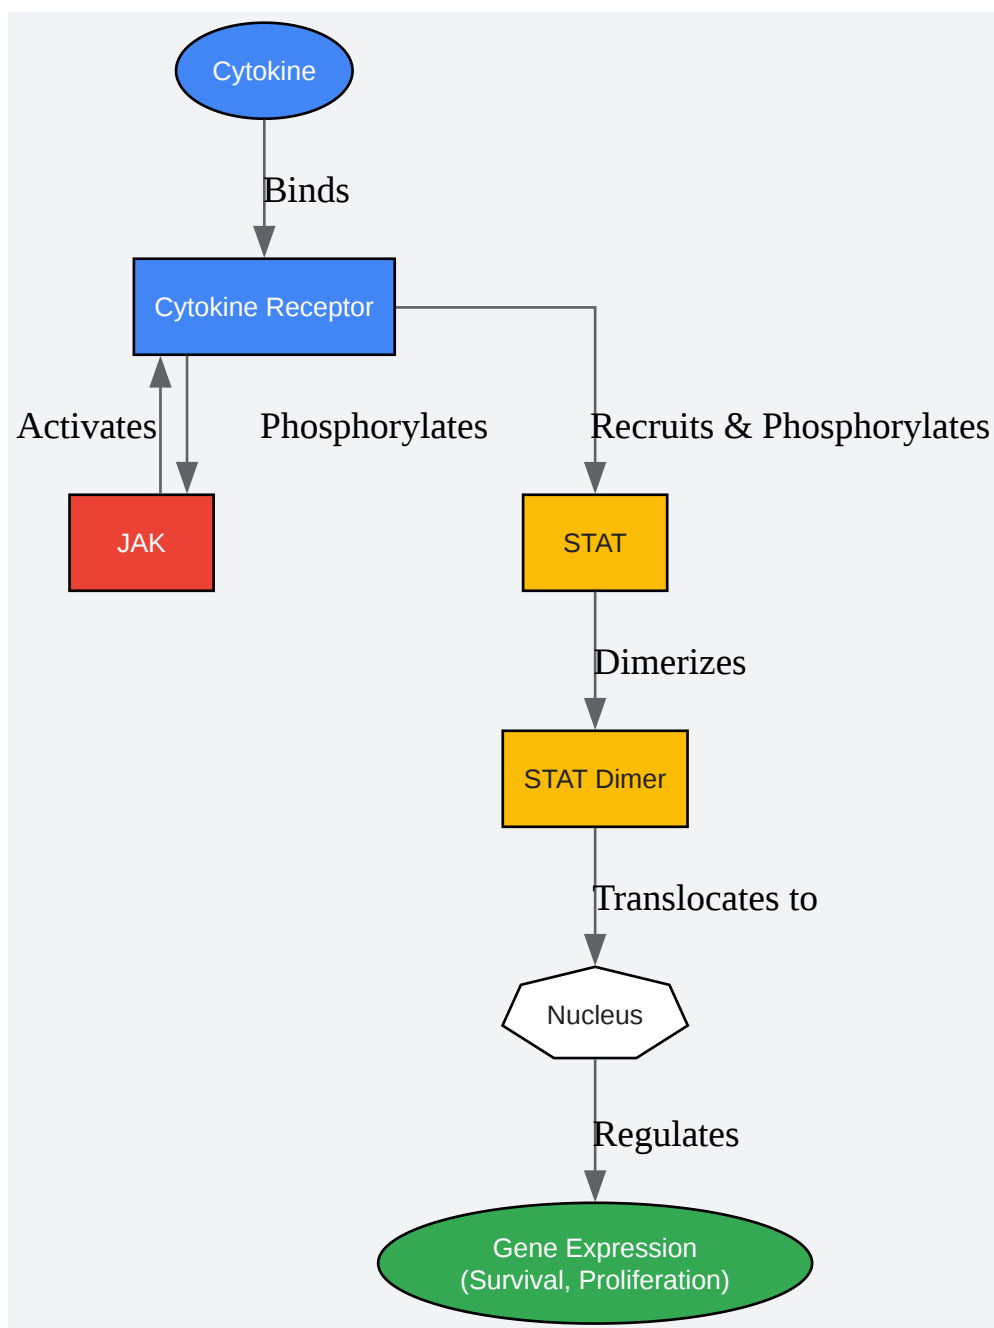 Cytokine
Binds
Cytokine Receptor
Activates
Phosphorylates
Recruits & Phosphorylates
JAK
STAT
Dimerizes
STAT Dimer
Translocates to
Nucleus
Regulates
Gene Expression
(Survival, Proliferation)